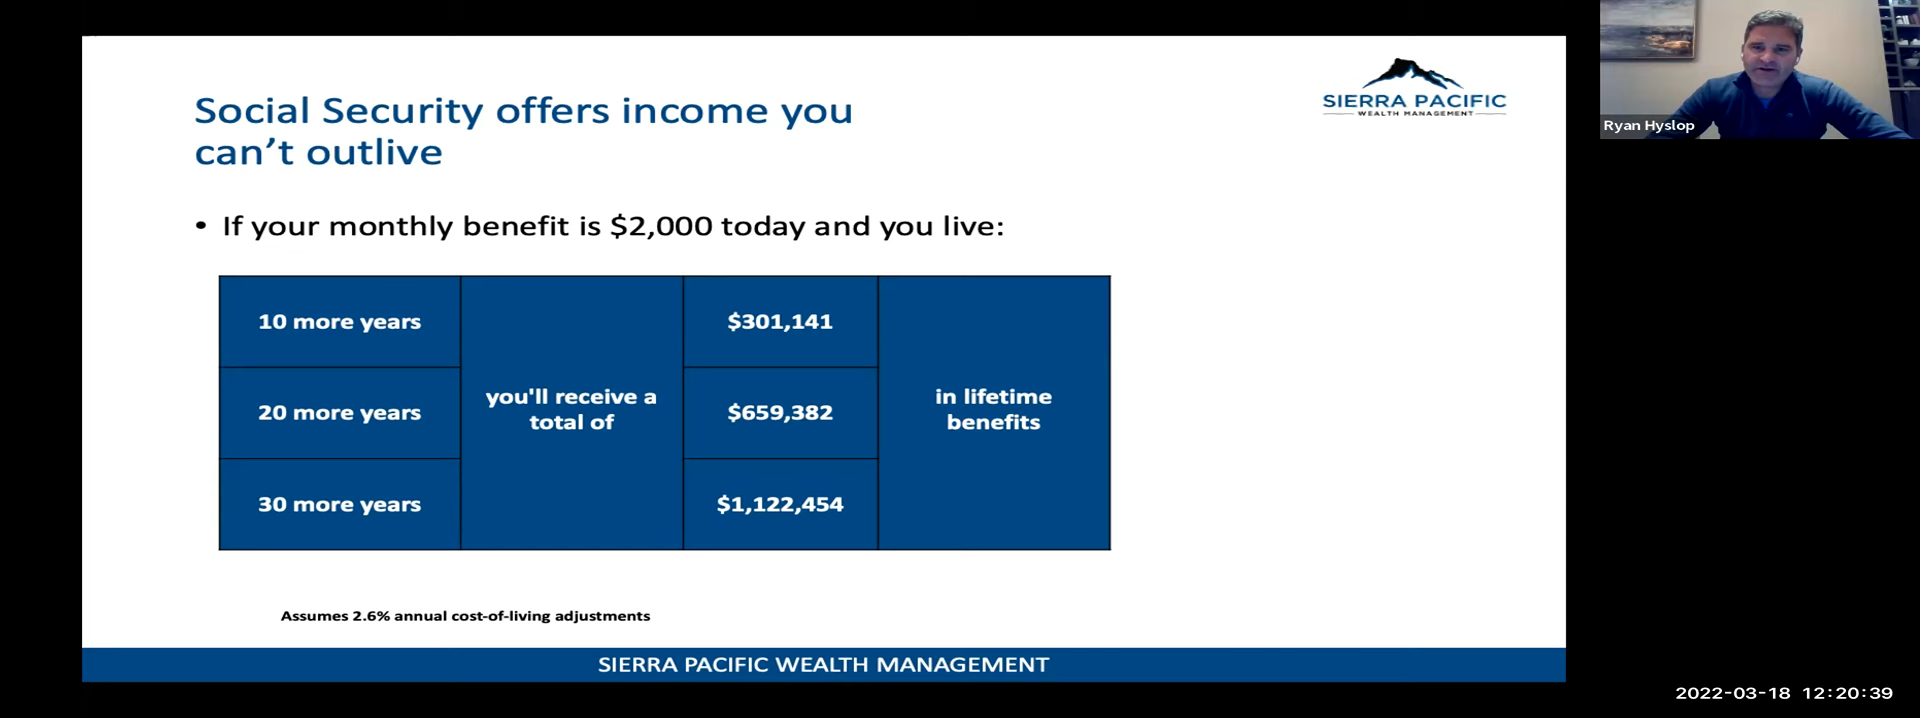 Social Security offers income you
can’t outlive
SIERRA PACIFIC
WEALTH MANAGEMENT
Ryan Hyslop
• If your monthly benefit is $2,000 today and you live:
10 more years
you'll receive a
total of
$301,141
in lifetime
benefits
20 more years
$659,382
30 more years
$1,122,454
Assumes 2.6% annual cost-of-living adjustments
SIERRA PACIFIC WEALTH MANAGEMENT
2022-03-18 12:20:39